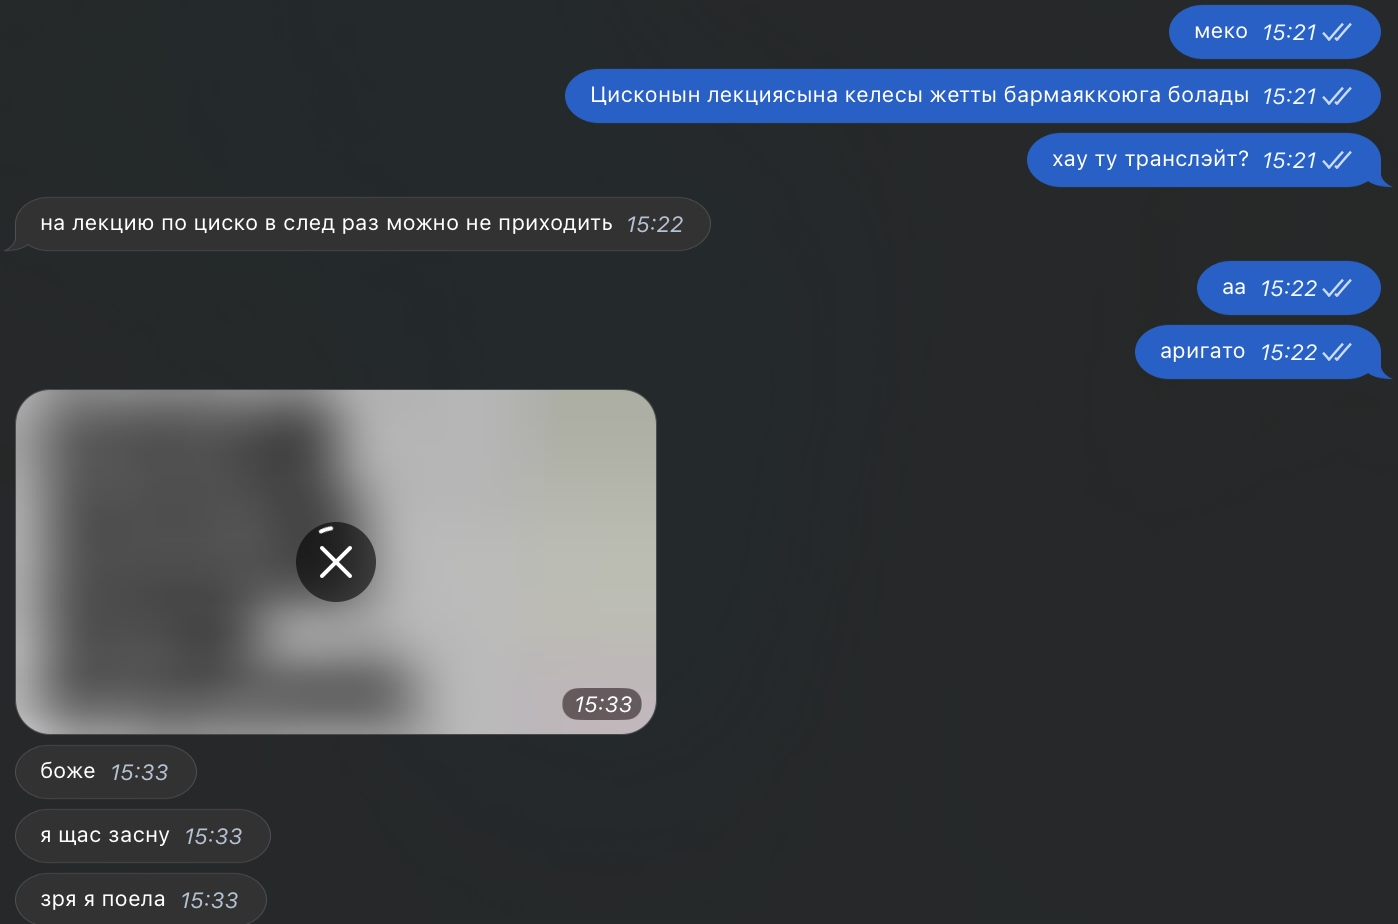 меко 15:21
Цисконын лекциясына келесы жетты бармаяккоюга болады 15:21
хау ту транслэйт? 15:21
на лекцию по циско в след раз можно не приходить 15:22
аа 15:22
аригато 15:22
15:33
боже 15:33
я щас засну 15:33
зря я поела 15:33